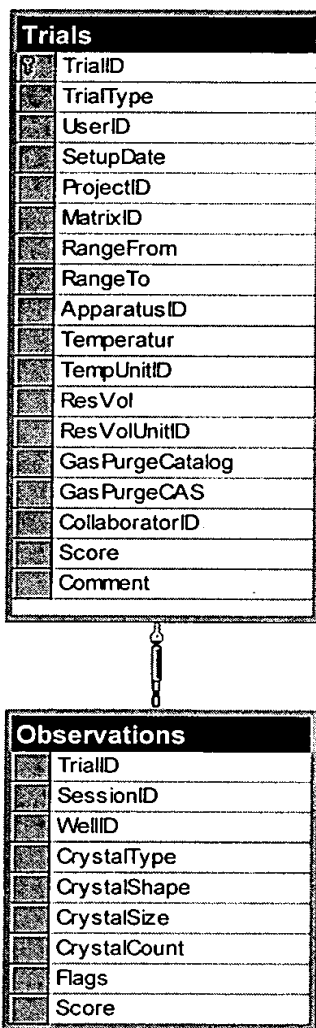 Trials
TrialID
TrialType
UserID
SetupDate
ProjectID
MatrixID
RangeFrom
RangeTo
ApparatusID
Temperatur
TempUnitID
ResVol
ResVolUnitID
GasPurgeCatalog
GasPurgeCAS
CollaboratorID
Score
Comment
Observations
TrialID
SessionID
WellID
CrystalType
CrystalShape
CrystalSize
CrystalCount
Flags
Score